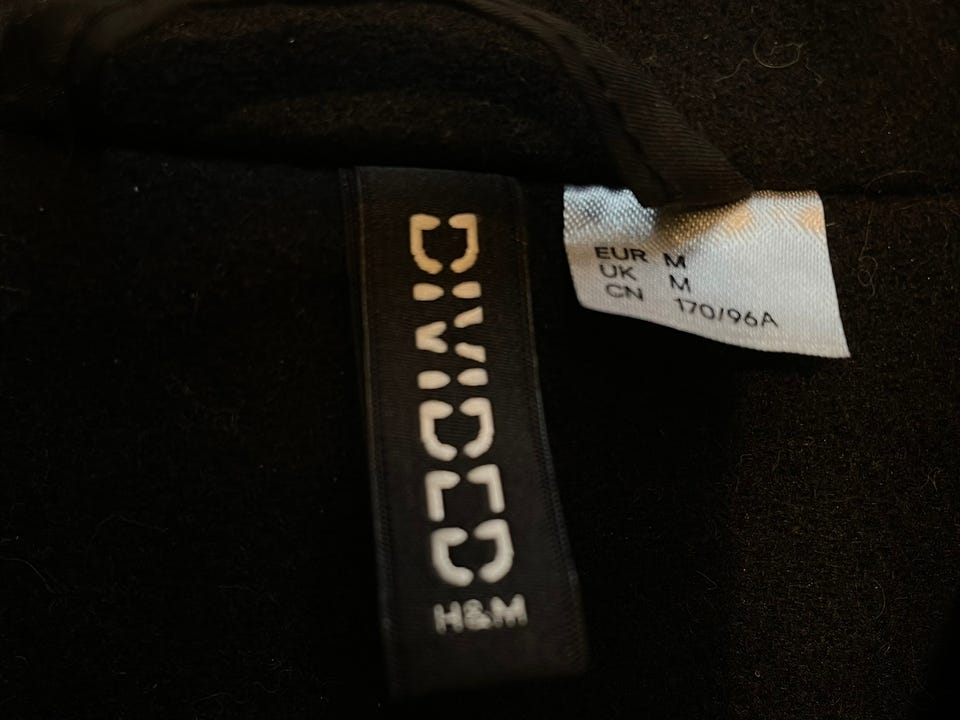 DIVIDED
H&M
EUR M
UK M
CN 170/96A